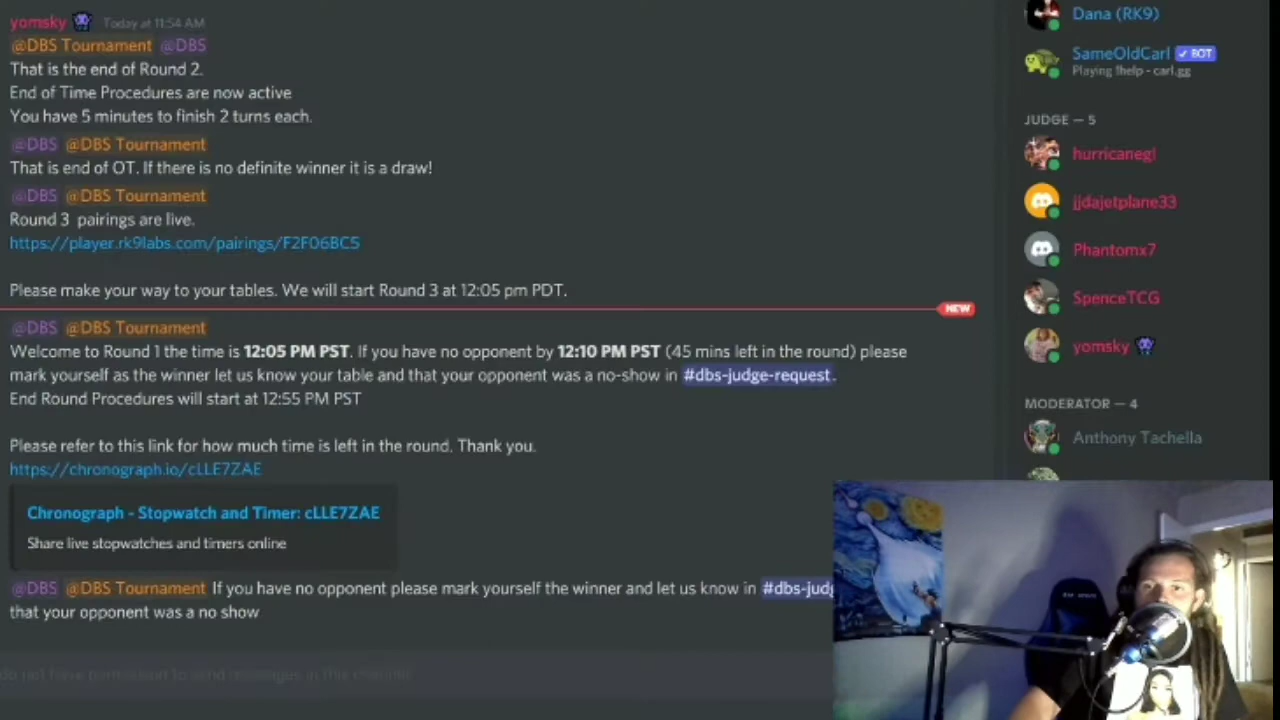 yomsky Today at 11:54 AM
@DBS Tournament @DBS
That is the end of Round 2.
End of Time Procedures are now active
You have 5 minutes to finish 2 turns each.
@DBS @DBS Tournament
That is end of OT. If there is no definite winner it is a draw!
@DBS @DBS Tournament
Round 3 pairings are live.
https://player.rk9labs.com/pairings/F2F06BC5
Please make your way to your tables. We will start Round 3 at 12:05 pm PDT.
NEW
@DBS @DBS Tournament
Welcome to Round 1 the time is 12:05 PM PST. If you have no opponent by 12:10 PM PST (45 mins left in the round) please
mark yourself as the winner let us know your table and that your opponent was a no-show in #dbs-judge-request.
End Round Procedures will start at 12:55 PM PST
Please refer to this link for how much time is left in the round. Thank you.
https://chronograph.io/cLLE7ZAE
Chronograph - Stopwatch and Timer: cLLE7ZAE
Share live stopwatches and timers online
@DBS @DBS Tournament If you have no opponent please mark yourself the winner and let us know in #dbs-judg
that your opponent was a no show
do not have permission to send messages in this channel.
Dana (RK9)
SameOldCarl ✓ BOT
Playing !help - carl.gg
JUDGE — 5
hurricanegl
jjdajetplane33
Phantomx7
SpenceTCG
yomsky
MODERATOR — 4
Anthony Tachella